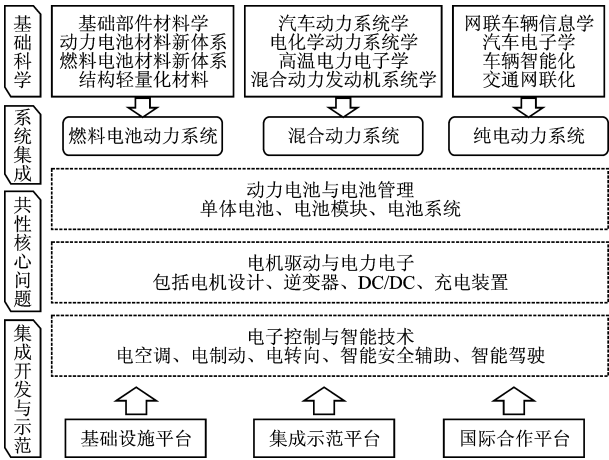 基础科学
基础部件材料学
动力电池材料新体系
燃料电池材料新体系
结构轻量化材料
汽车动力系统学
电化学动力系统学
高温电力电子学
混合动力发动机系统学
网联车辆信息学
汽车电子学
车辆智能化
交通网联化
系统集成
燃料电池动力系统
混合动力系统
纯电动力系统
共性核心问题
动力电池与电池管理
单体电池、电池模块、电池系统
电机驱动与电力电子
包括电机设计、逆变器、DC/DC、充电装置
集成开发与示范
电子控制与智能技术
电空调、电制动、电转向、智能安全辅助、智能驾驶
基础设施平台
集成示范平台
国际合作平台